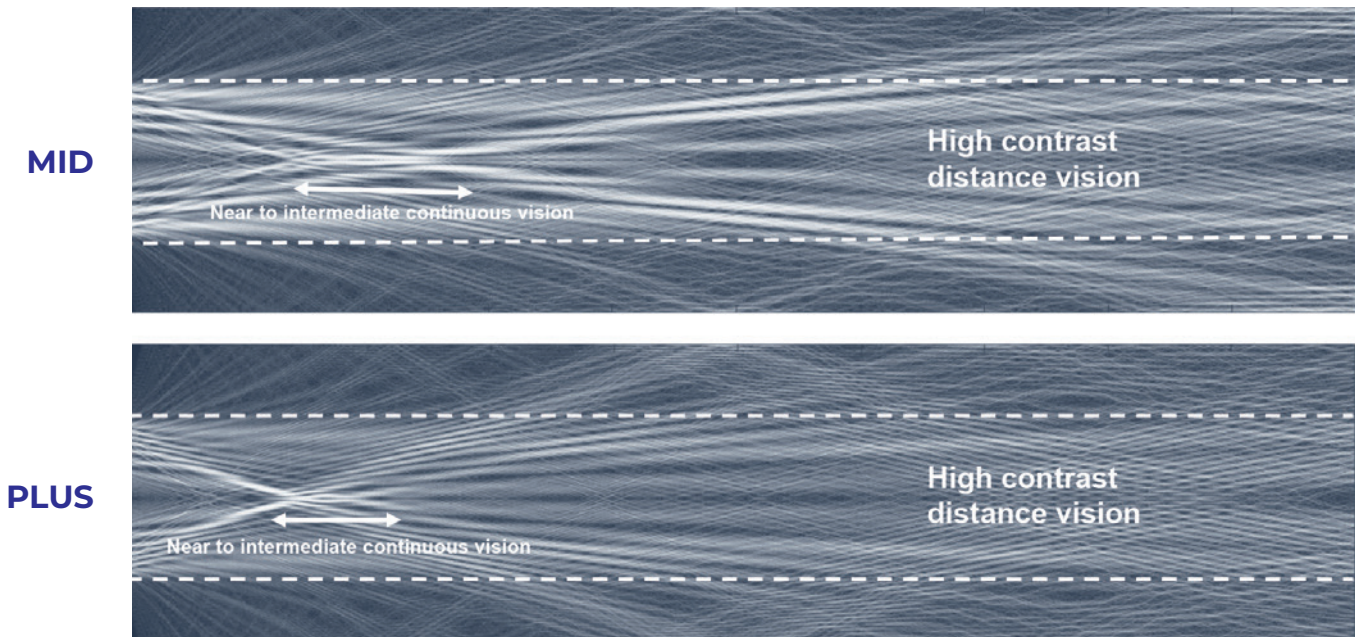 MID
High contrast
distance vision
Near to intermediate continuous vision
PLUS
High contrast
distance vision
Near to intermediate continuous vision